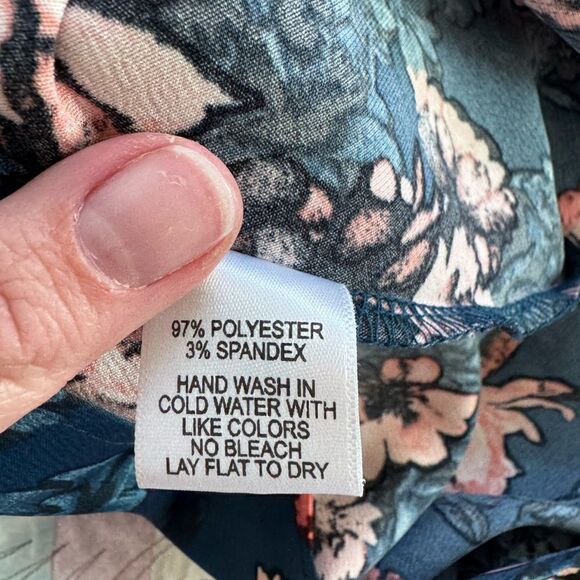 97% POLYESTER
3% SPANDEX
HAND WASH IN
COLD WATER WITH
LIKE COLORS
NO BLEACH
LAY FLAT TO DRY